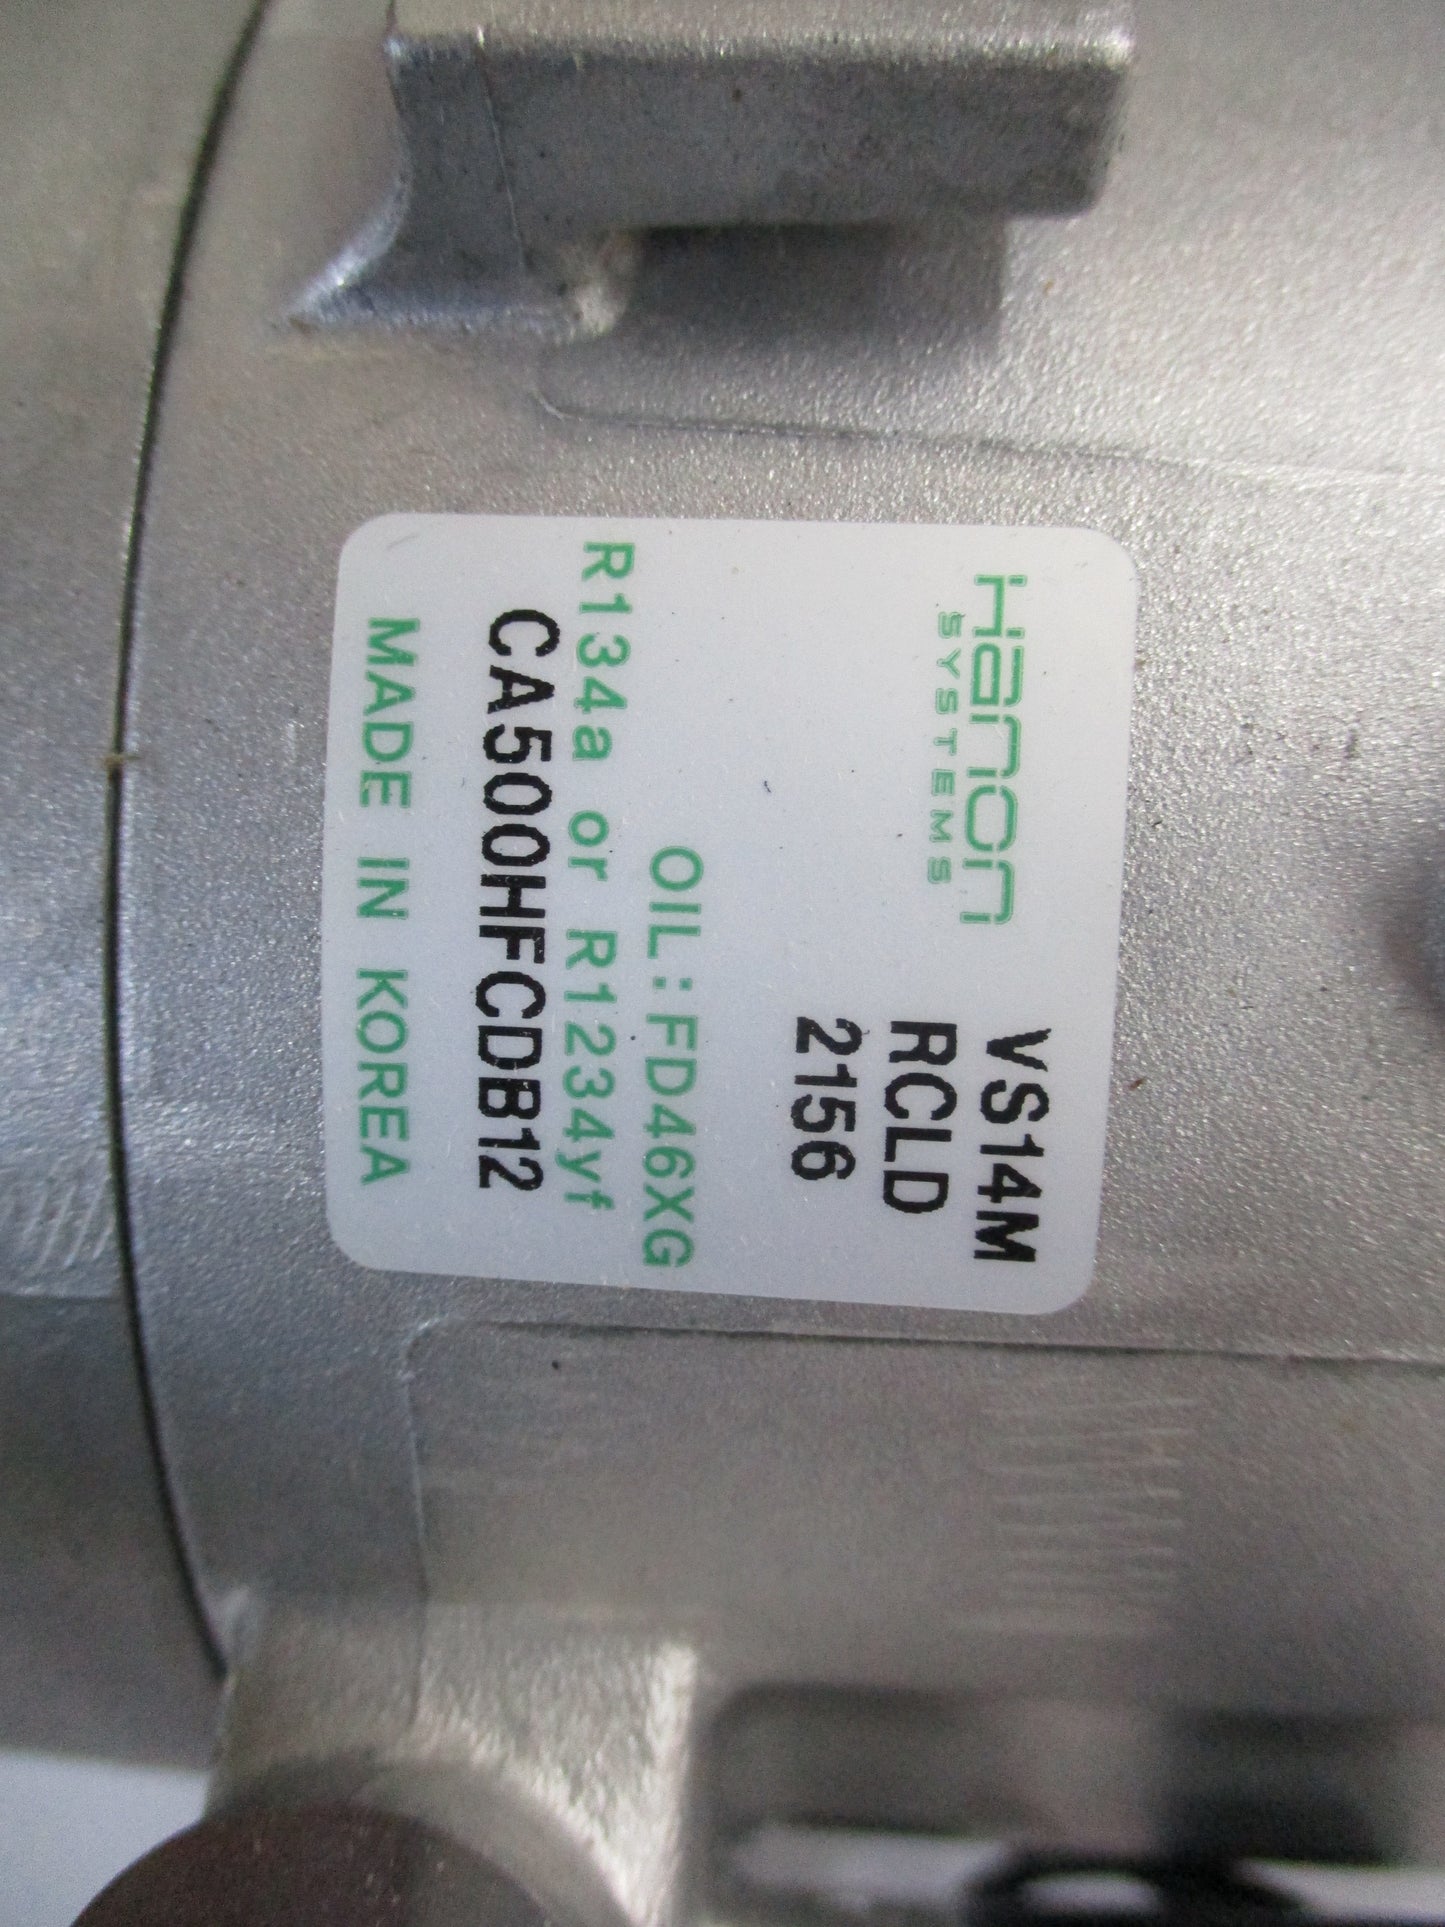 Hanon
SYSTEMS
VS14M
RCLD
2156
OIL:FD46XG
R134a or R1234yf
CA500HFCDB12
MADE IN KOREA